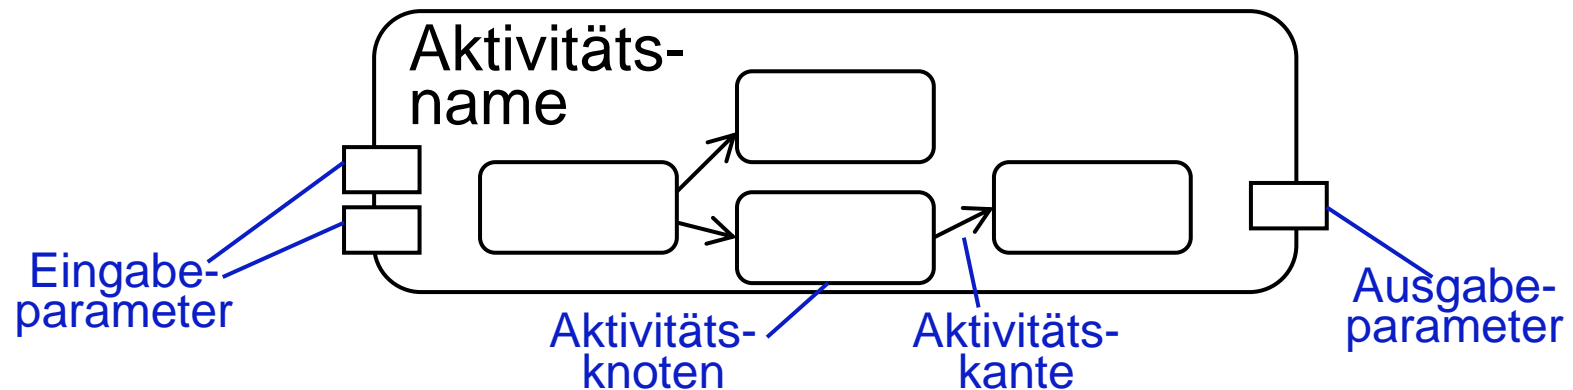 Aktivitäts-
name
Eingabe-
parameter
Aktivitäts-
knoten
Aktivitäts-
kante
Ausgabe-
parameter